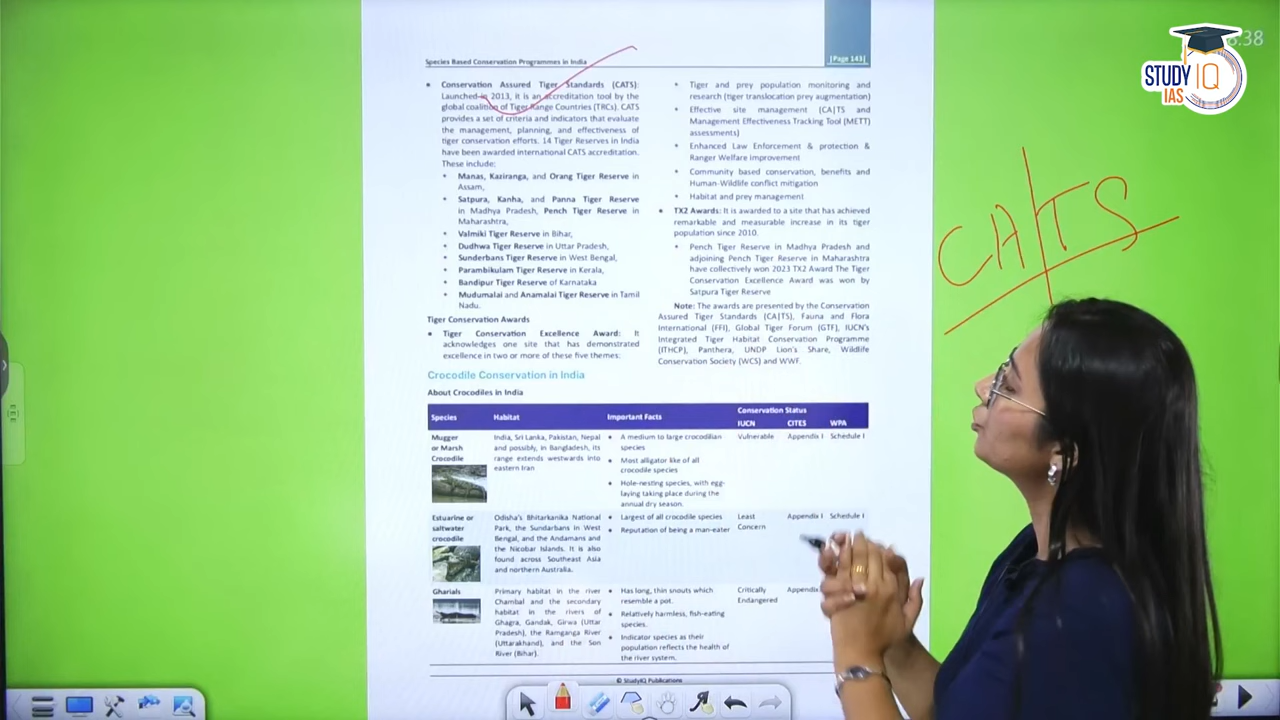 Species Based Conservation Programmes in India
|Page 143|
Conservation Assured Tiger Standards (CATS):
Launched in 2013, it is an accreditation tool by the
global coalition of Tiger Range Countries (TRCs). CATS
provides a set of criteria and indicators that evaluate
the management, planning, and effectiveness of
tiger conservation efforts. 14 Tiger Reserves in India
have been awarded international CATS accreditation.
These include:
Manas, Kaziranga, and Orang Tiger Reserve in
Assam,
Satpura, Kanha, and Panna Tiger Reserve
in Madhya Pradesh, Pench Tiger Reserve in
Maharashtra,
Valmiki Tiger Reserve in Bihar,
Dudhwa Tiger Reserve in Uttar Pradesh,
Sunderbans Tiger Reserve in West Bengal,
Parambikulam Tiger Reserve in Kerala,
Bandipur Tiger Reserve of Karnataka
Mudumalai and Anamalai Tiger Reserve in Tamil
Nadu.
Tiger Conservation Awards
Tiger Conservation Excellence Award: It
acknowledges one site that has demonstrated
excellence in two or more of these five themes:
Tiger and prey population monitoring and
research (tiger translocation prey augmentation)
Effective site management (CA|TS and
Management Effectiveness Tracking Tool (METT)
assessments)
Enhanced Law Enforcement & protection &
Ranger Welfare improvement
Community based conservation, benefits and
Human-Wildlife conflict mitigation
Habitat and prey management
TX2 Awards: It is awarded to a site that has achieved
remarkable and measurable increase in its tiger
population since 2010.
Pench Tiger Reserve in Madhya Pradesh and
adjoining Pench Tiger Reserve in Maharashtra
have collectively won 2023 TX2 Award The Tiger
Conservation Excellence Award was won by
Satpura Tiger Reserve
Note: The awards are presented by the Conservation
Assured Tiger Standards (CA|TS), Fauna and Flora
International (FFI), Global Tiger Forum (GTF), IUCN's
Integrated Tiger Habitat Conservation Programme
(ITHCP), Panthera, UNDP Lion's Share, Wildlife
Conservation Society (WCS) and WWF.
Crocodile Conservation in India
About Crocodiles in India
Species Habitat Important Facts Conservation Status
IUCN CITES WPA
Mugger
or Marsh
Crocodile
India, Sri Lanka, Pakistan, Nepal
and possibly, in Bangladesh, its
range extends westwards into
eastern Iran
A medium to large crocodilian
species
Most alligator like of all
crocodile species
Hole-nesting species, with egg-
laying taking place during the
annual dry season.
Vulnerable Appendix I Schedule I
Estuarine or
saltwater
crocodile
Odisha's Bhitarkanika National
Park, the Sundarbans in West
Bengal, and the Andamans and
the Nicobar Islands. It is also
found across Southeast Asia
and northern Australia.
Largest of all crocodile species
Reputation of being a man-eater
Least
Concern
Appendix I Schedule I
Gharials
Primary habitat in the river
Chambal and the secondary
habitat in the rivers of
Ghagra, Gandak, Girwa (Uttar
Pradesh), the Ramganga River
(Uttarakhand), and the Son
River (Bihar).
Has long, thin snouts which
resemble a pot.
Relatively harmless, fish-eating
species.
Indicator species as their
population reflects the health of
the river system.
Critically
Endangered
Appendix
© StudyIQ Publications
CA|TS
STUDY IQ
IAS